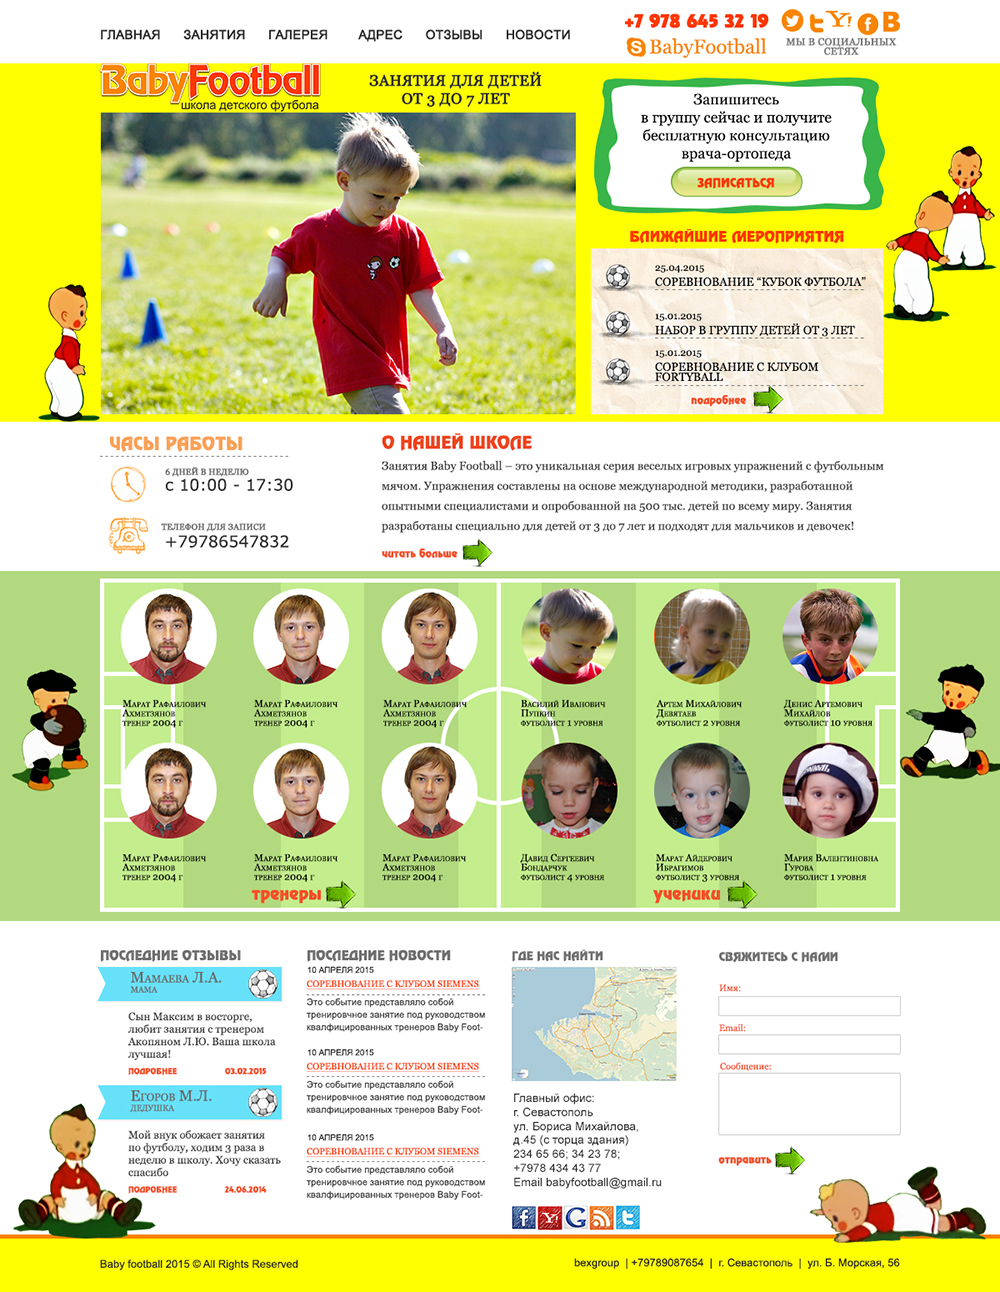 ГЛАВНАЯ ЗАНЯТИЯ ГАЛЕРЕЯ АДРЕС ОТЗЫВЫ НОВОСТИ
+7 978 645 32 19
BabyFootball
МЫ В СОЦИАЛЬНЫХ
СЕТЯХ
BabyFootball
школа детского футбола
ЗАНЯТИЯ ДЛЯ ДЕТЕЙ
ОТ 3 ДО 7 ЛЕТ
Запишитесь
в группу сейчас и получите
бесплатную консультацию
врача-ортопеда
ЗАПИСАТЬСЯ
БЛИЖАЙШИЕ МЕРОПРИЯТИЯ
25.04.2015
СОРЕВНОВАНИЕ “КУБОК ФУТБОЛА”
15.01.2015
НАБОР В ГРУППУ ДЕТЕЙ ОТ 3 ЛЕТ
15.01.2015
СОРЕВНОВАНИЕ С КЛУБОМ
FORTYBALL
подробнее
ЧАСЫ РАБОТЫ
6 ДНЕЙ В НЕДЕЛЮ
с 10:00 - 17:30
ТЕЛЕФОН ДЛЯ ЗАПИСИ
+79786547832
О НАШЕЙ ШКОЛЕ
Занятия Baby Football – это уникальная серия веселых игровых упражнений с футбольным
мячом. Упражнения составлены на основе международной методики, разработанной
опытными специалистами и опробованной на 500 тыс. детей по всему миру. Занятия
разработаны специально для детей от 3 до 7 лет и подходят для мальчиков и девочек!
читать больше
Марат Рафаилович
Ахметзянов
тренер 2004 г
Марат Рафаилович
Ахметзянов
тренер 2004 г
Марат Рафаилович
Ахметзянов
тренер 2004 г
Василий Иванович
Пупкин
футболист 1 уровня
Артем Михайлович
Девятаев
футболист 2 уровня
Денис Артемович
Михайлов
футболист 10 уровня
Марат Рафаилович
Ахметзянов
тренер 2004 г
Марат Рафаилович
Ахметзянов
тренер 2004 г
Марат Рафаилович
Ахметзянов
тренер 2004 г
Давид Сергеевич
Бондарчук
футболист 4 уровня
Марат Айдерович
Ибрагимов
футболист 3 уровня
Мария Валентиновна
Гурова
футболист 1 уровня
тренеры
ученики
ПОСЛЕДНИЕ ОТЗЫВЫ
Мамаева Л.А.
МАМА
Сын Максим в восторге,
любит занятия с тренером
Акопяном Л.Ю. Ваша школа
лучшая!
ПОДРОБНЕЕ 03.02.2015
Егоров М.Л.
ДЕДУШКА
Мой внук обожает занятия
по футболу, ходим 3 раза в
неделю в школу. Хочу сказать
спасибо
ПОДРОБНЕЕ 24.06.2014
ПОСЛЕДНИЕ НОВОСТИ
10 АПРЕЛЯ 2015
СОРЕВНОВАНИЕ С КЛУБОМ SIEMENS
Это событие представляло собой
тренировчное занятие под руководством
квалфицированных тренеров Baby Foot-
10 АПРЕЛЯ 2015
СОРЕВНОВАНИЕ С КЛУБОМ SIEMENS
Это событие представляло собой
тренировчное занятие под руководством
квалфицированных тренеров Baby Foot-
10 АПРЕЛЯ 2015
СОРЕВНОВАНИЕ С КЛУБОМ SIEMENS
Это событие представляло собой
тренировчное занятие под руководством
квалфицированных тренеров Baby Foot-
ГДЕ НАС НАЙТИ
Главный офис:
г. Севастополь
ул. Бориса Михайлова,
д.45 (с торца здания)
234 65 66; 34 23 78;
+7978 434 43 77
Email babyfootball@gmail.ru
СВЯЖИТЕСЬ С НАМИ
Имя:
Email:
Сообщение:
отправить
Baby football 2015 © All Rights Reserved
bexgroup | +79789087654 | г. Севастополь | ул. Б. Морская, 56